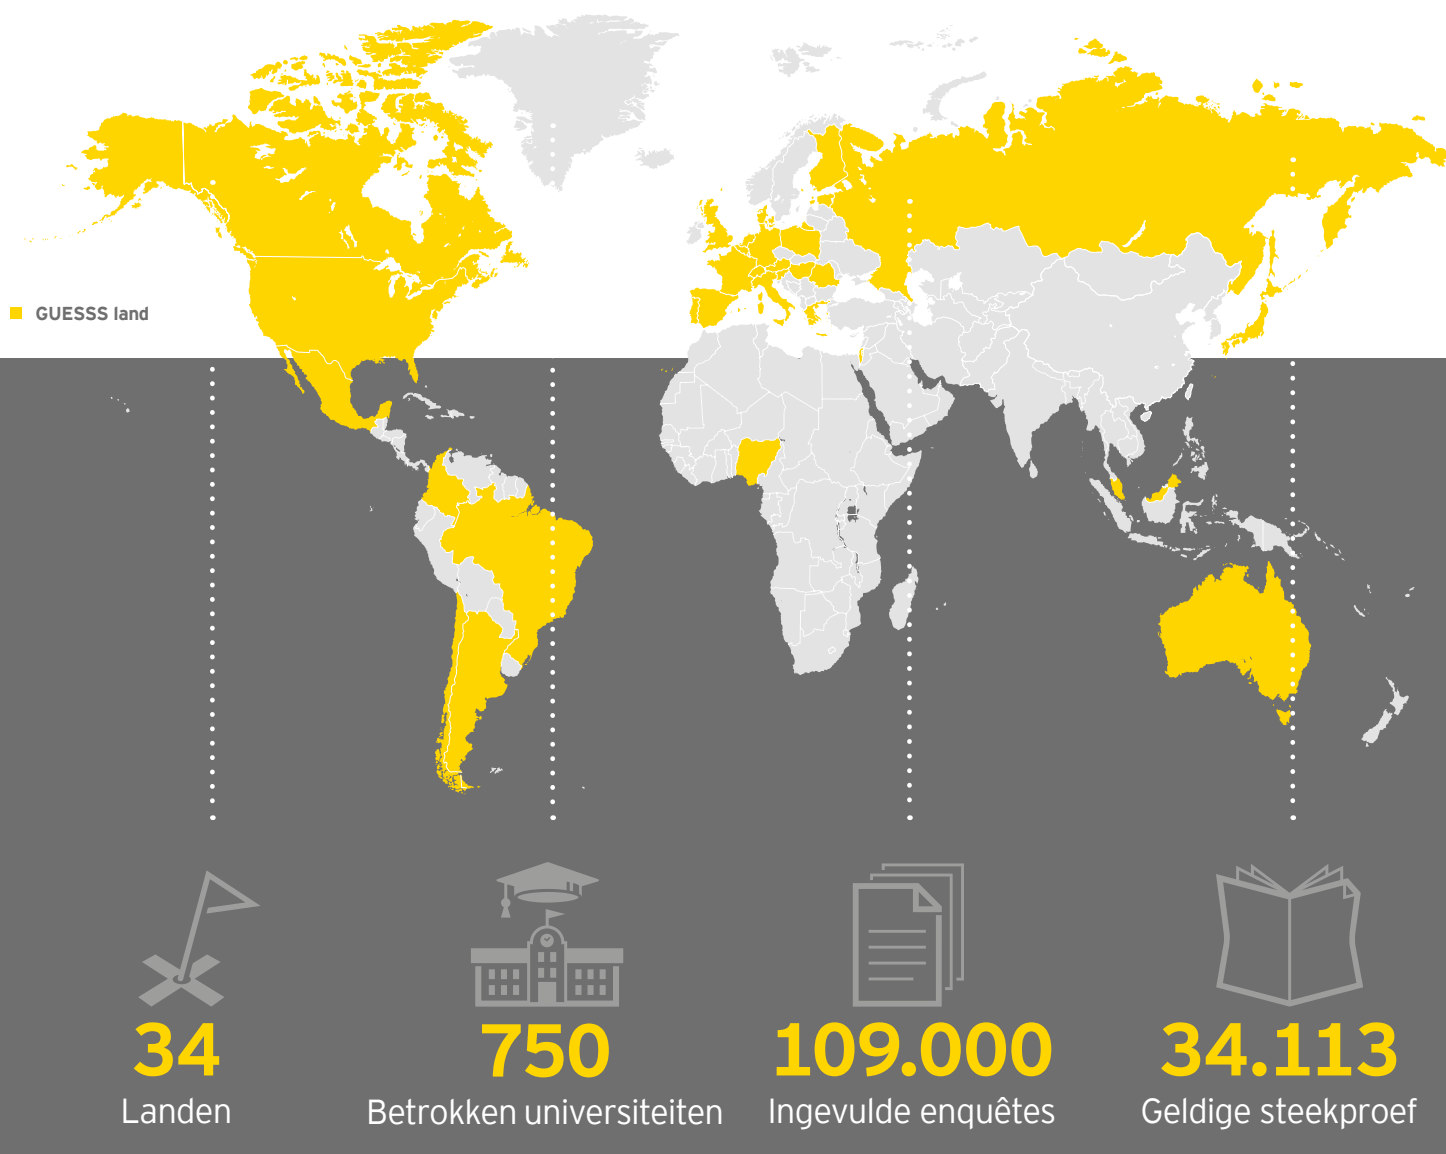 GUESSS land
34
Landen
750
Betrokken universiteiten
109.000
Ingevulde enquêtes
34.113
Geldige steekproef